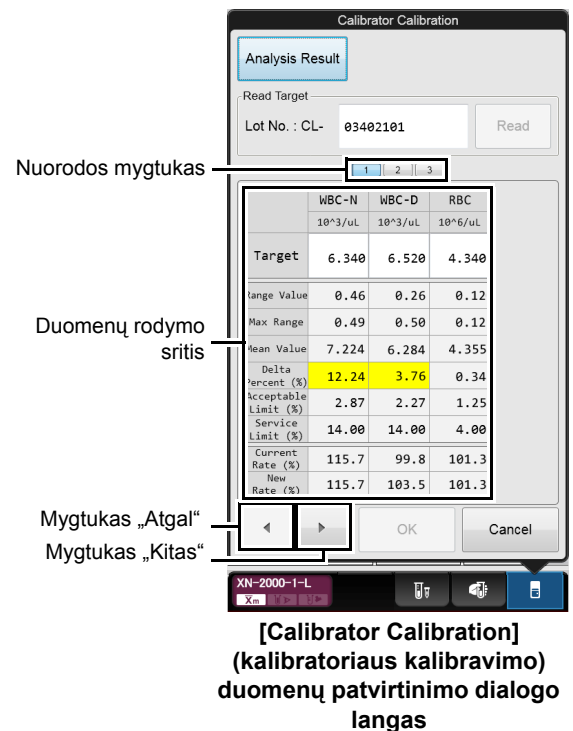 Calibrator Calibration
Analysis Result
Read Target
Lot No. : CL- 03402101 Read
Nuorodos mygtukas
1 2 3
WBC-N WBC-D RBC
10^3/uL 10^3/uL 10^6/uL
Target 6.340 6.520 4.340
Range Value 0.46 0.26 0.12
Max Range 0.49 0.50 0.12
Duomenų rodymo
sritis
Mean Value 7.224 6.284 4.355
Delta
Percent (%) 12.24 3.76 0.34
Acceptable
Limit (%) 2.87 2.27 1.25
Service
Limit (%) 14.00 14.00 4.00
Current
Rate (%) 115.7 99.8 101.3
New
Rate (%) 115.7 103.5 101.3
Mygtukas „Atgal“
Mygtukas „Kitas“
OK Cancel
XN-2000-1-L
Xm
[Calibrator Calibration]
(kalibratoriaus kalibravimo)
duomenų patvirtinimo dialogo
langas